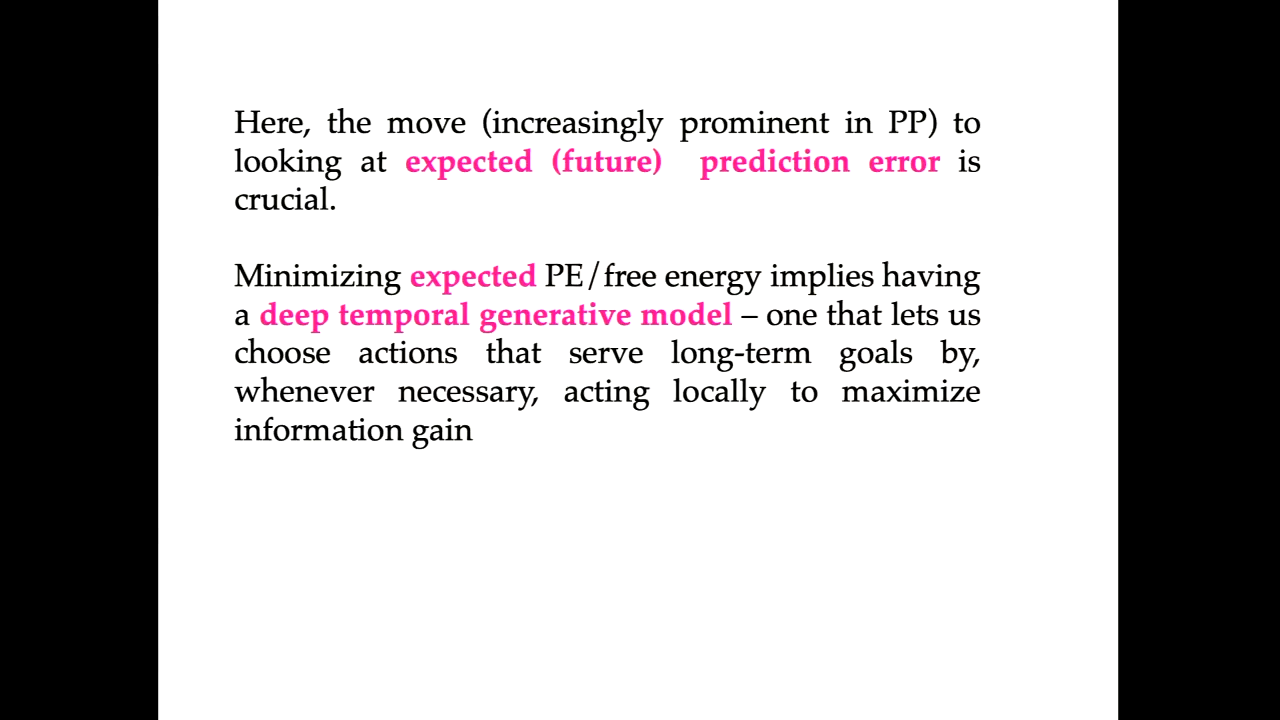 Here, the move (increasingly prominent in PP) to
looking at expected (future) prediction error is
crucial.
Minimizing expected PE/free energy implies having
a deep temporal generative model – one that lets us
choose actions that serve long-term goals by,
whenever necessary, acting locally to maximize
information gain